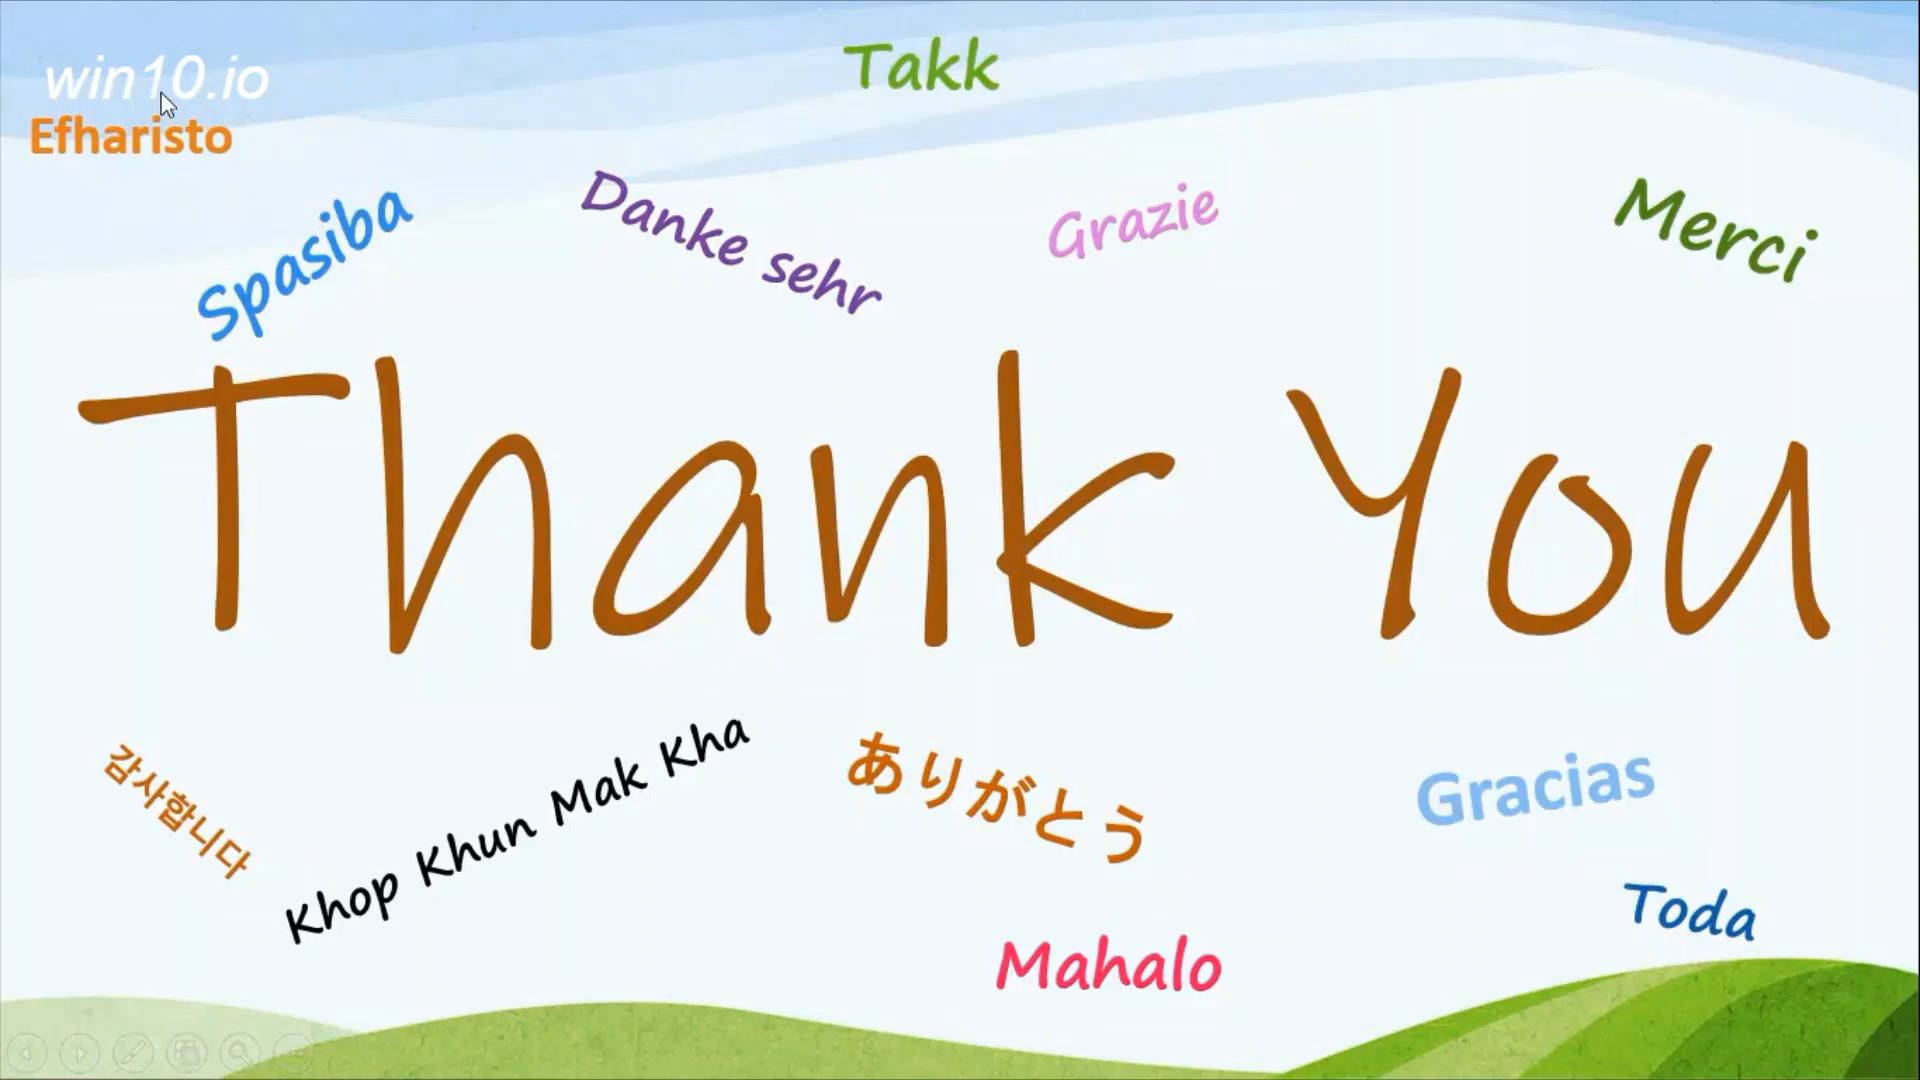 win10.io
Takk
Efharisto
Spasiba
Danke sehr
Grazie
Merci
Thank You
감사합니다
Khop Khun Mak Kha
ありがとう
Gracias
Toda
Mahalo